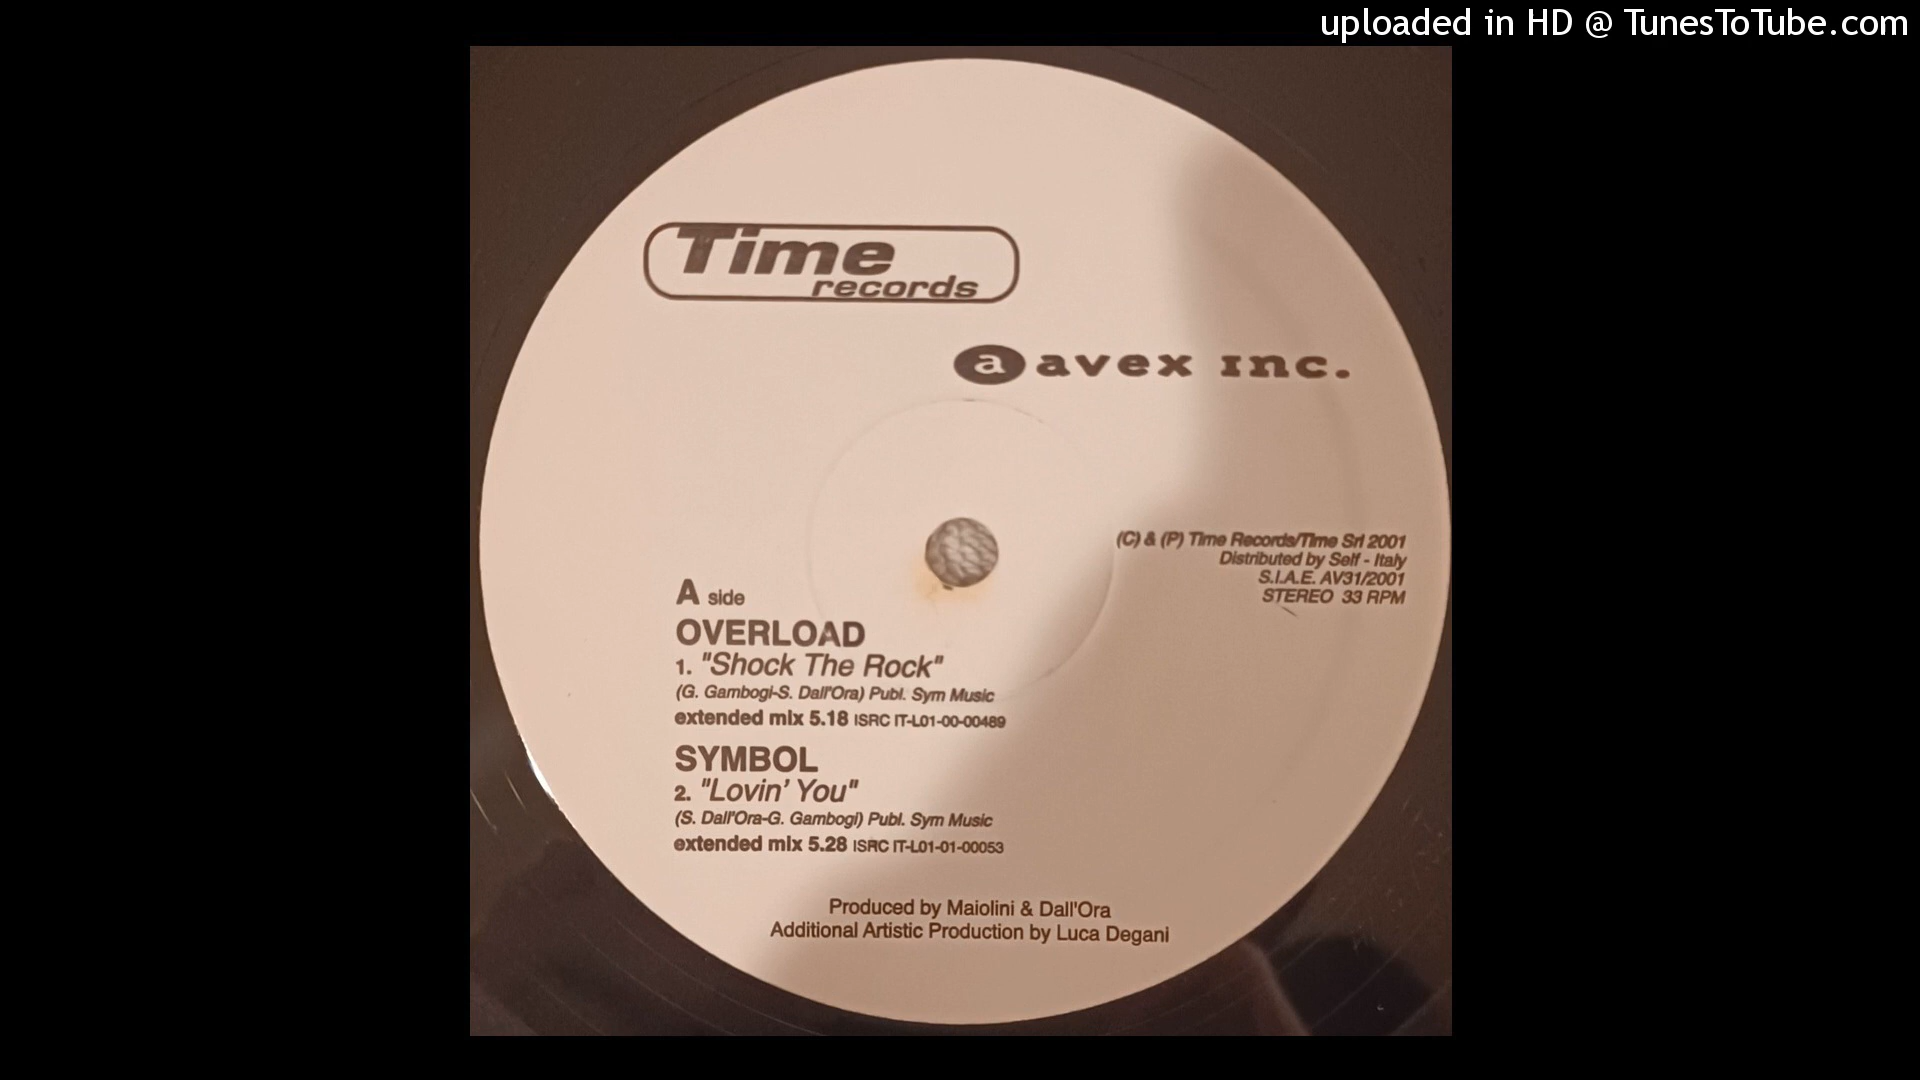 uploaded in HD @ TunesToTube.com
Time
records
a avex inc.
(C) & (P) Time Records/Time Srl 2001
Distributed by Self - Italy
S.I.A.E. AV31/2001
STEREO 33 RPM
A side
OVERLOAD
1. "Shock The Rock"
(G. Gambogi-S. Dall'Ora) Publ. Sym Music
extended mix 5.18 ISRC IT-L01-00-00489
SYMBOL
2. "Lovin' You"
(S. Dall'Ora-G. Gambogi) Publ. Sym Music
extended mix 5.28 ISRC IT-L01-01-00053
Produced by Maiolini & Dall'Ora
Additional Artistic Production by Luca Degani